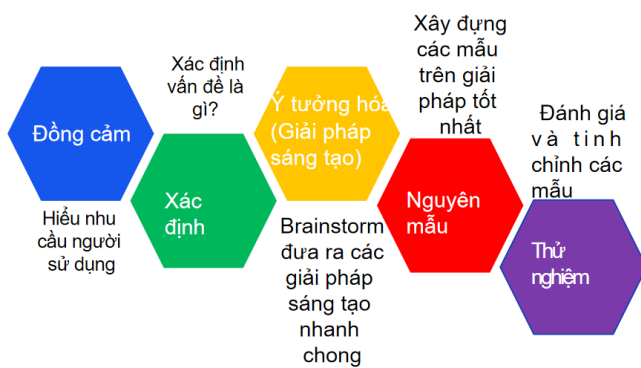 Đồng cảm
Hiểu nhu
cầu người
sử dụng
Xác định
vấn đề là
gì?
Xác
định
Ý tưởng hóa
(Giải pháp
sáng tạo)
Brainstorm
đưa ra các
giải pháp
sáng tạo
nhanh
chong
Xây đựng
các mẫu
trên giải
pháp tốt
nhất
Nguyên
mẫu
Đánh giá
và tinh
chỉnh các
mẫu
Thử
nghiệm